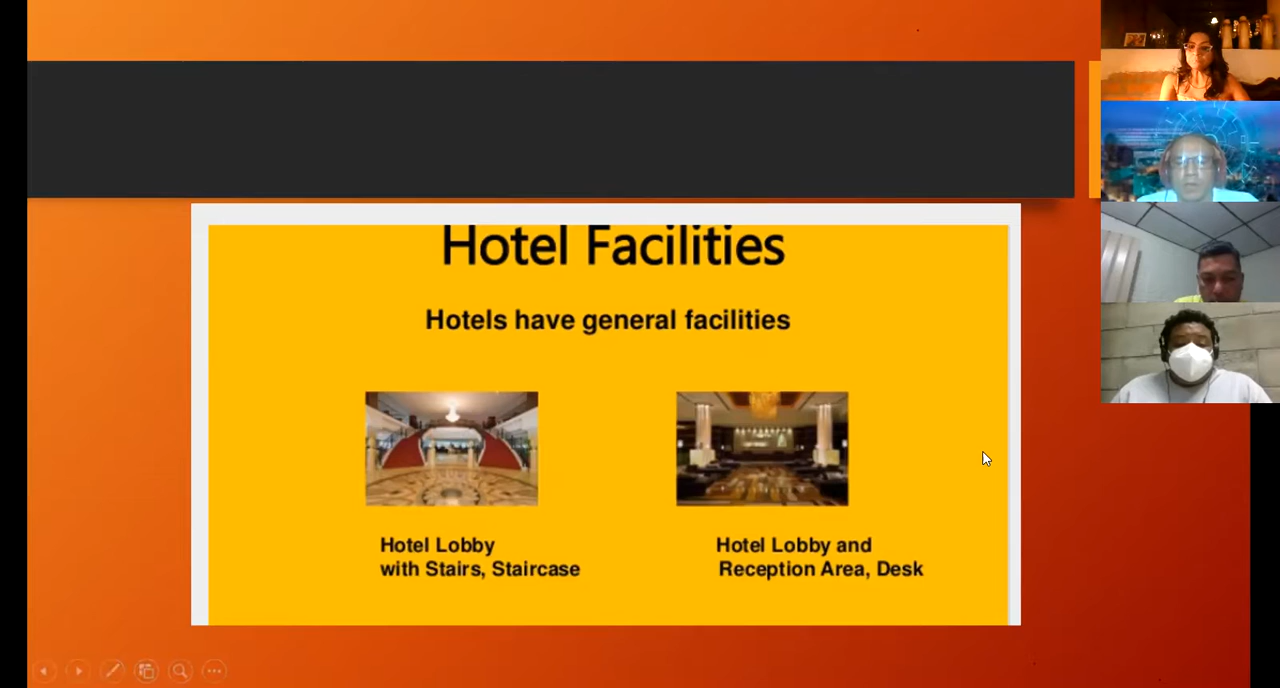 Hotel Facilities
Hotels have general facilities
Hotel Lobby
with Stairs, Staircase
Hotel Lobby and
Reception Area, Desk